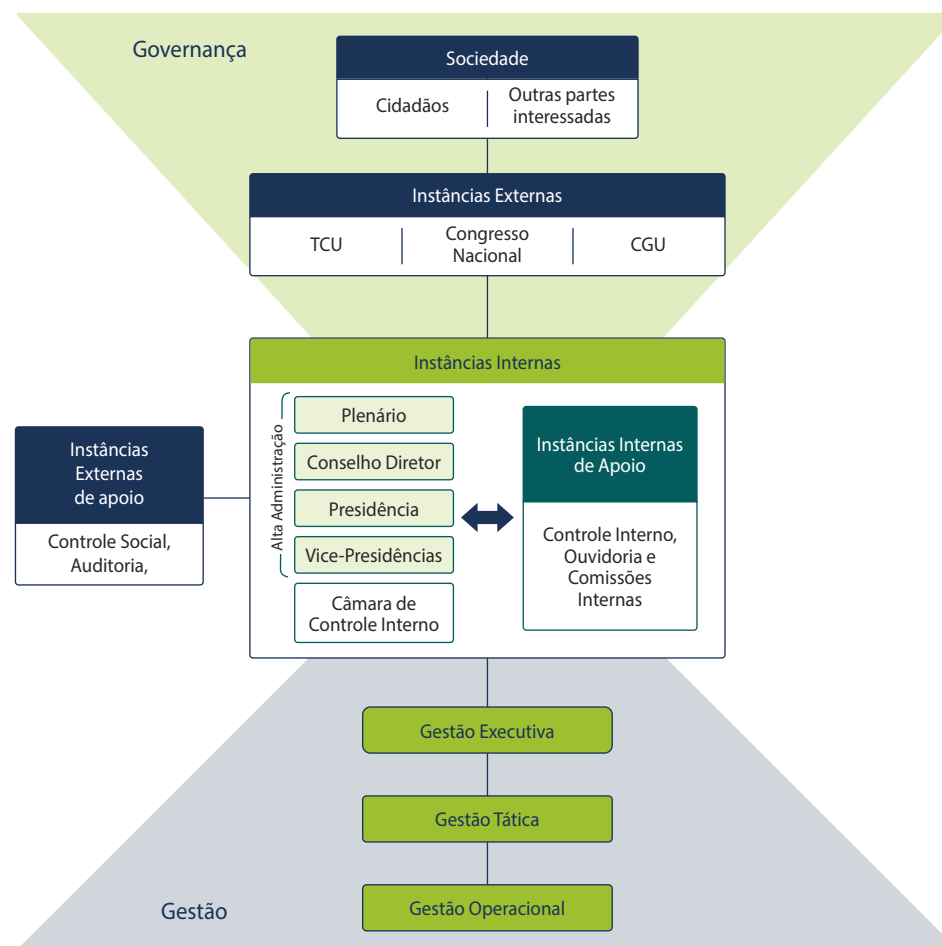 Governança
Sociedade
Cidadãos
Outras partes
interessadas
Instâncias Externas
TCU
Congresso
Nacional
CGU
Instâncias Internas
Alta Administração
Plenário
Conselho Diretor
Presidência
Vice-Presidências
Câmara de
Controle Interno
Instâncias Internas
de Apoio
Controle Interno,
Ouvidoria e
Comissões
Internas
Instâncias
Externas
de apoio
Controle Social,
Auditoria,
Gestão Executiva
Gestão Tática
Gestão Operacional
Gestão